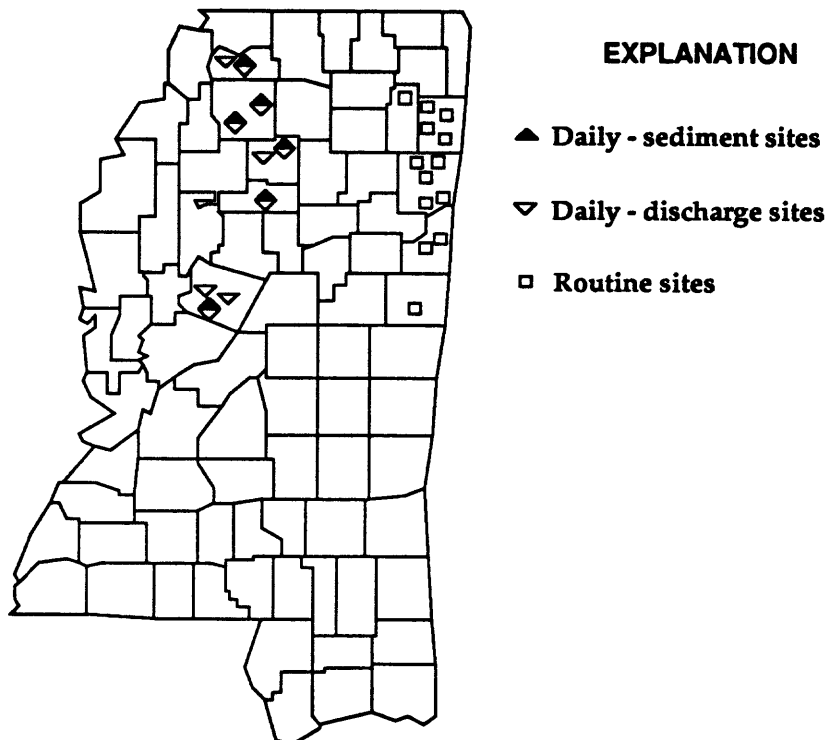 EXPLANATION
Daily - sediment sites
Daily - discharge sites
Routine sites